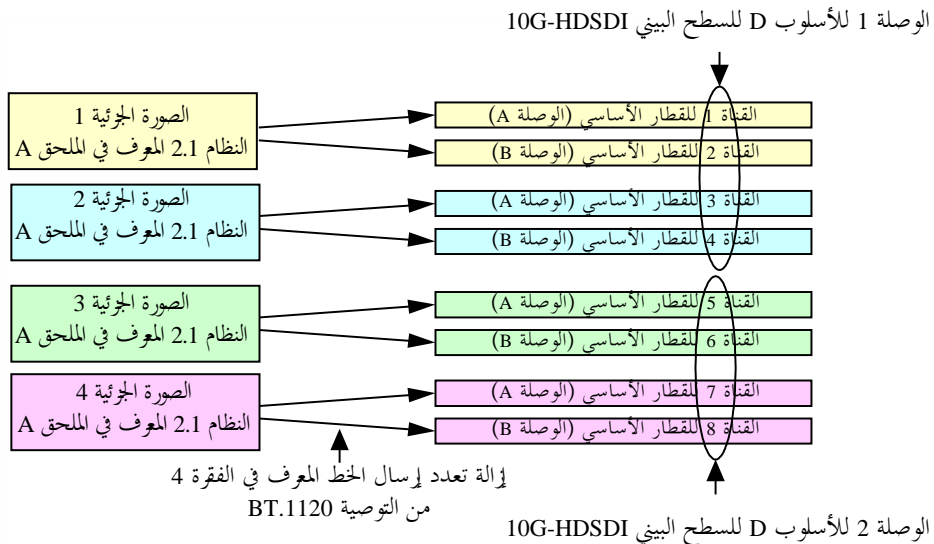 الوصلة 1 للأسلوب D للسطح البيني 10G-HDSDI
الصورة الجزئية 1
النظام 2.1 المعرف في الملحق A
القناة 1 للقطار الأساسي (الوصلة A)
القناة 2 للقطار الأساسي (الوصلة B)
الصورة الجزئية 2
النظام 2.1 المعرف في الملحق A
القناة 3 للقطار الأساسي (الوصلة A)
القناة 4 للقطار الأساسي (الوصلة B)
الصورة الجزئية 3
النظام 2.1 المعرف في الملحق A
القناة 5 للقطار الأساسي (الوصلة A)
القناة 6 للقطار الأساسي (الوصلة B)
الصورة الجزئية 4
النظام 2.1 المعرف في الملحق A
القناة 7 للقطار الأساسي (الوصلة A)
القناة 8 للقطار الأساسي (الوصلة B)
إزالة تعدد إرسال الخط المعرف في الفقرة 4
من التوصية BT.1120
الوصلة 2 للأسلوب D للسطح البيني 10G-HDSDI